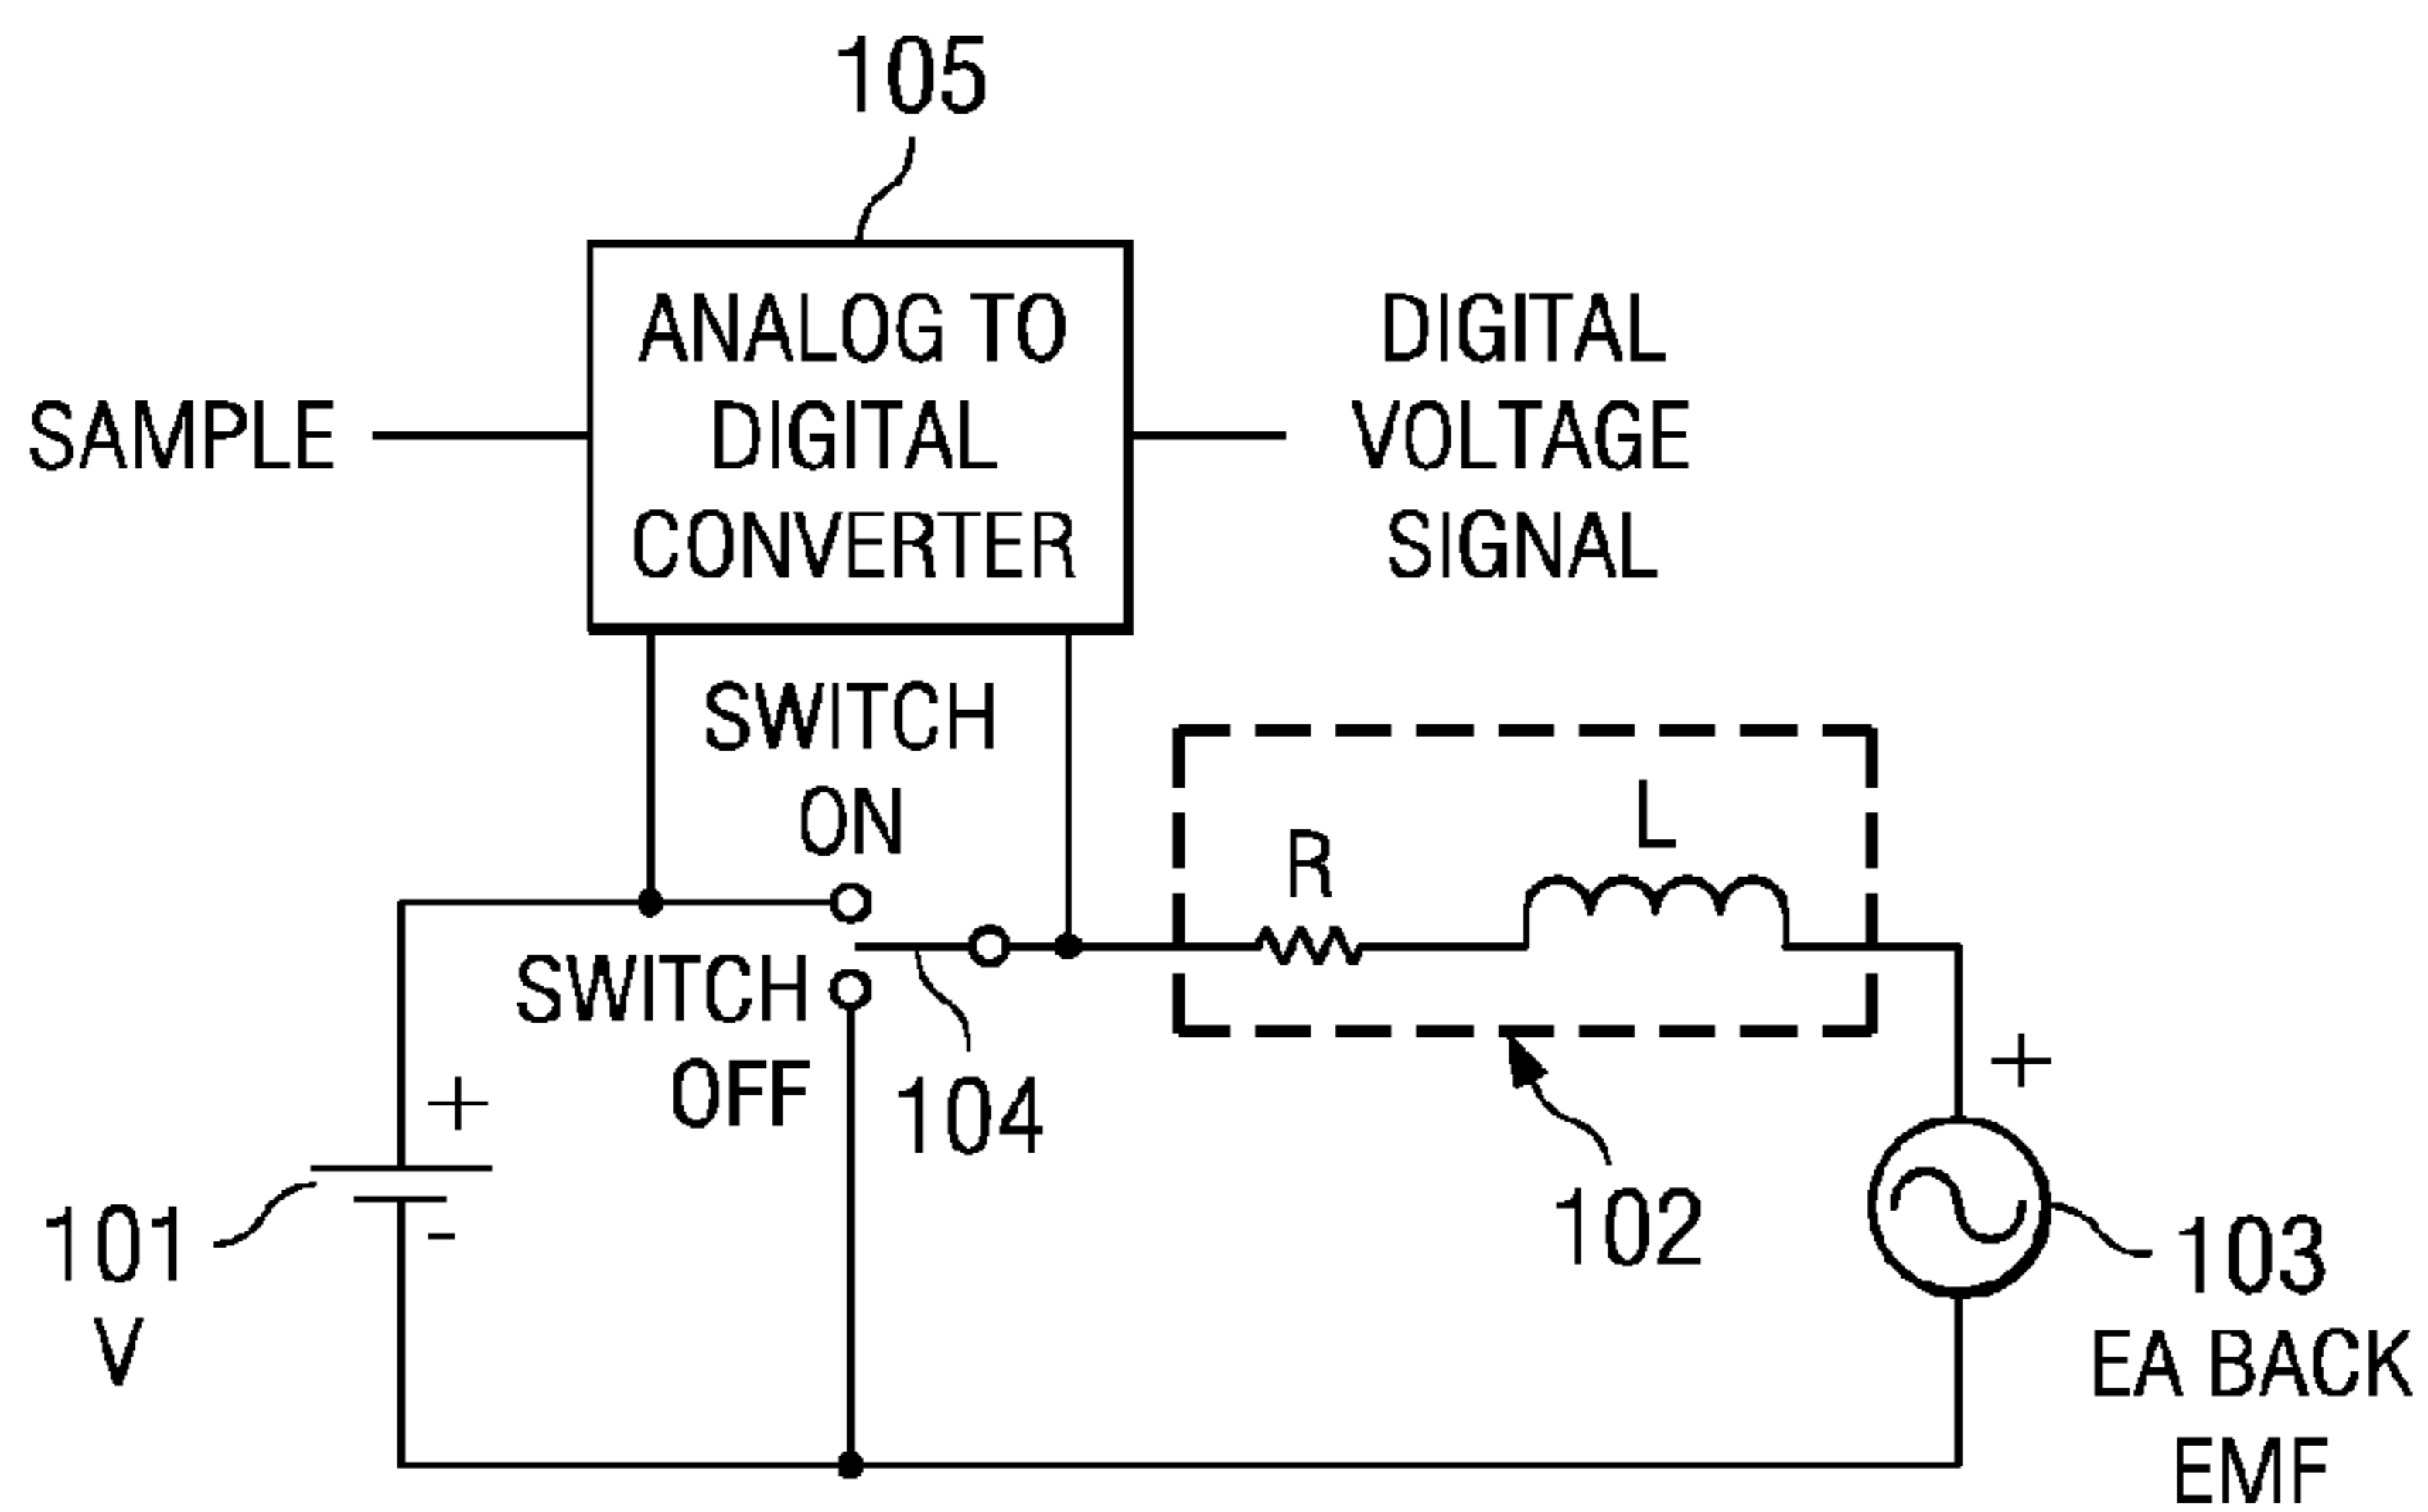 105
ANALOG TO
DIGITAL
CONVERTER
SAMPLE
DIGITAL
VOLTAGE
SIGNAL
SWITCH
ON
R
L
SWITCH
OFF
104
+
-
101
V
102
+
103
EA BACK
EMF